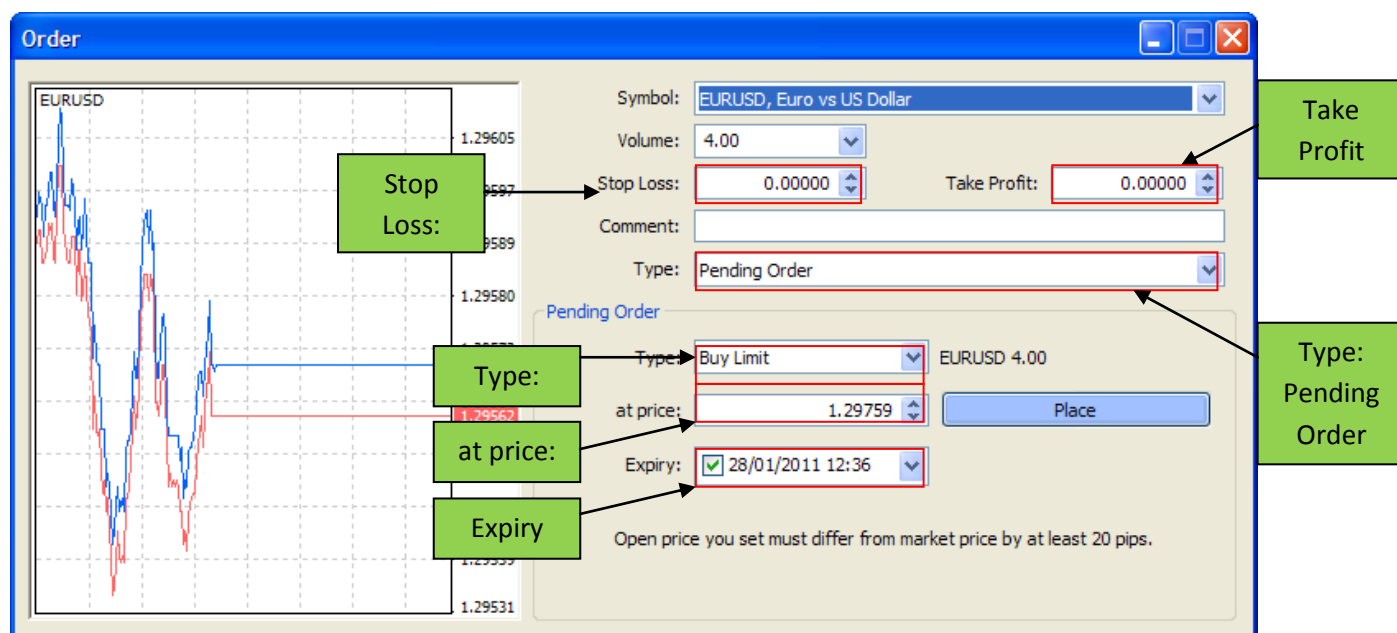 Order
EURUSD
1.29605
9597
9589
1.29580
1.29562
1.29531
Symbol: EURUSD, Euro vs US Dollar
Volume: 4.00
Stop Loss: 0.00000 Take Profit: 0.00000
Comment:
Type: Pending Order
Pending Order
Type: Buy Limit EURUSD 4.00
at price: 1.29759 Place
Expiry: 28/01/2011 12:36
Open price you set must differ from market price by at least 20 pips.
Stop
Loss:
Type:
at price:
Expiry
Take
Profit
Type:
Pending
Order